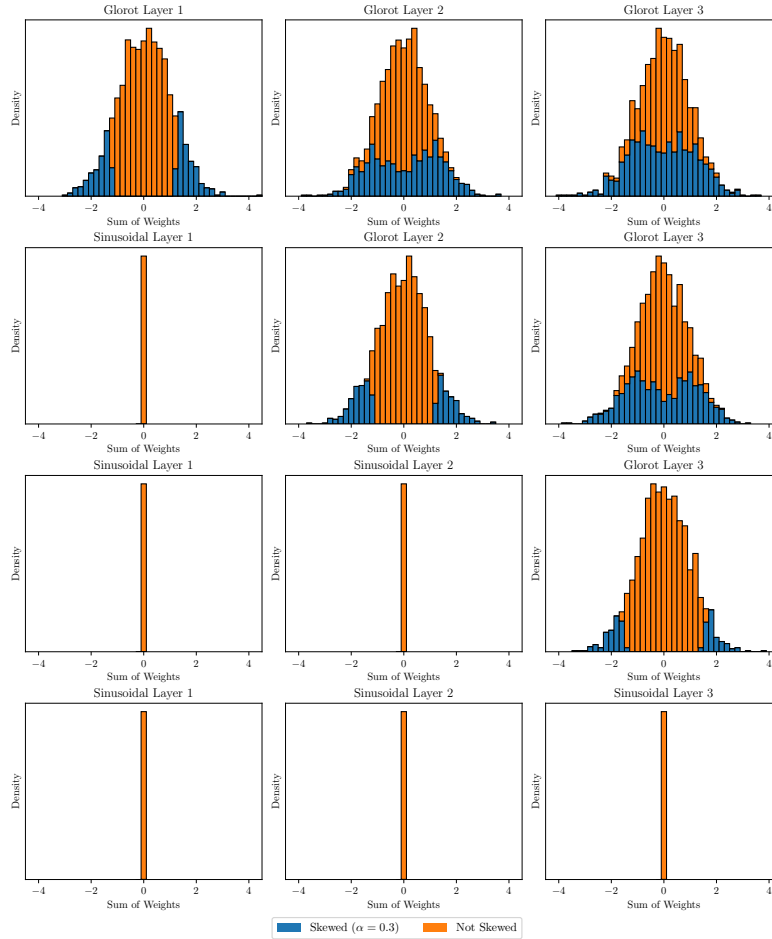 Glorot Layer 1
Glorot Layer 2
Glorot Layer 3
Density
Density
Density
−4 −2 0 2 4
−4 −2 0 2 4
−4 −2 0 2 4
Sum of Weights
Sum of Weights
Sum of Weights
Sinusoidal Layer 1
Glorot Layer 2
Glorot Layer 3
Density
Density
Density
−4 −2 0 2 4
−4 −2 0 2 4
−4 −2 0 2 4
Sum of Weights
Sum of Weights
Sum of Weights
Sinusoidal Layer 1
Sinusoidal Layer 2
Glorot Layer 3
Density
Density
Density
−4 −2 0 2 4
−4 −2 0 2 4
−4 −2 0 2 4
Sum of Weights
Sum of Weights
Sum of Weights
Sinusoidal Layer 1
Sinusoidal Layer 2
Sinusoidal Layer 3
Density
Density
Density
−4 −2 0 2 4
−4 −2 0 2 4
−4 −2 0 2 4
Sum of Weights
Sum of Weights
Sum of Weights
Skewed (α = 0.3)
Not Skewed